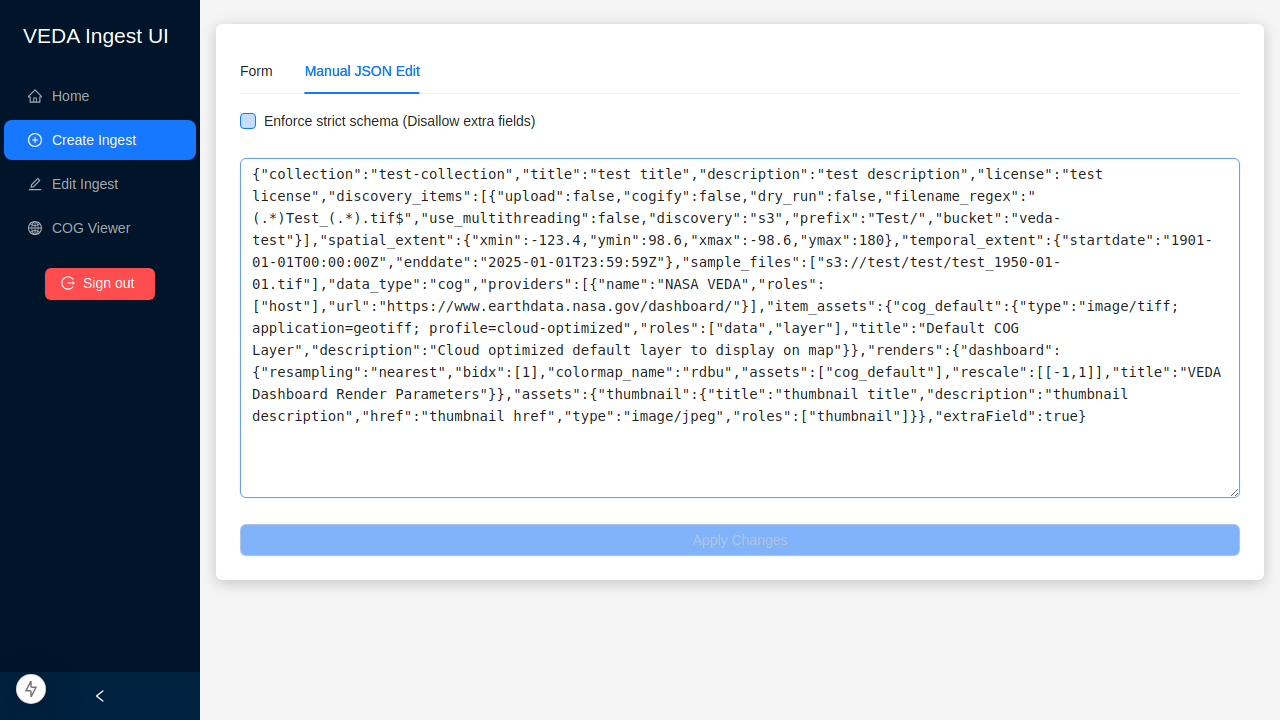 VEDA Ingest UI
Home
Create Ingest
Edit Ingest
COG Viewer
Sign out
Form
Manual JSON Edit
Enforce strict schema (Disallow extra fields)
{"collection":"test-collection","title":"test title","description":"test description","license":"test
license","discovery_items":[{"upload":false,"cogify":false,"dry_run":false,"filename_regex":"
(.*)Test_(.*).tif$","use_multithreading":false,"discovery":"s3","prefix":"Test/","bucket":"veda-
test"}],"spatial_extent":{"xmin":-123.4,"ymin":98.6,"xmax":-98.6,"ymax":180},"temporal_extent":{"startdate":"1901-
01-01T00:00:00Z","enddate":"2025-01-01T23:59:59Z"},"sample_files":["s3://test/test/test_1950-01-
01.tif"],"data_type":"cog","providers":[{"name":"NASA VEDA","roles":
["host"],"url":"https://www.earthdata.nasa.gov/dashboard/"}],"item_assets":{"cog_default":{"type":"image/tiff;
application=geotiff; profile=cloud-optimized","roles":["data","layer"],"title":"Default COG
Layer","description":"Cloud optimized default layer to display on map"}},"renders":{"dashboard":
{"resampling":"nearest","bidx":[1],"colormap_name":"rdbu","assets":["cog_default"],"rescale":[[-1,1]],"title":"VEDA
Dashboard Render Parameters"}},"assets":{"thumbnail":{"title":"thumbnail title","description":"thumbnail
description","href":"thumbnail href","type":"image/jpeg","roles":["thumbnail"]}},"extraField":true}
Apply Changes